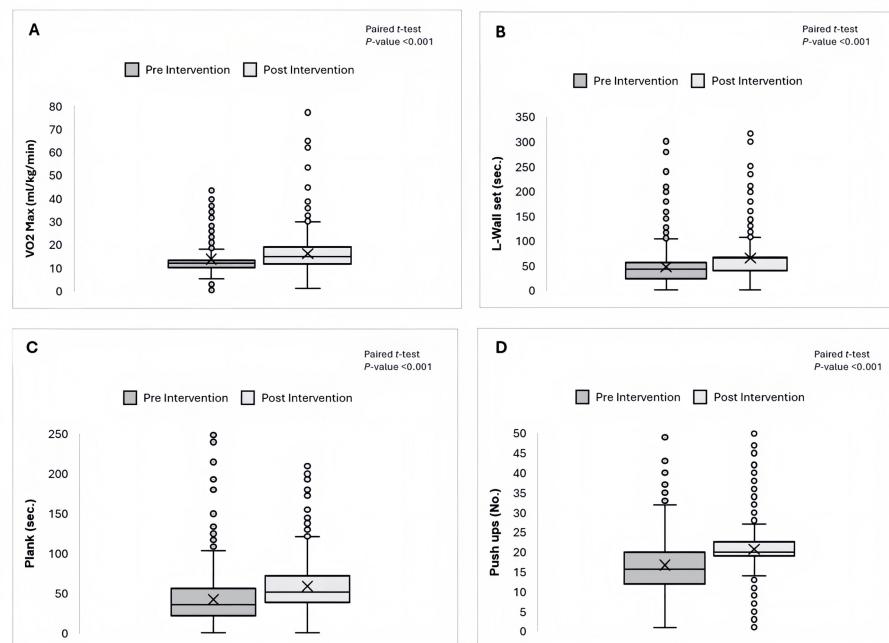 A
Paired t-test
P-value <0.001
Pre Intervention Post Intervention
VO2 Max (ml/kg/min)
80
70
60
50
40
30
20
10
0
B
Paired t-test
P-value <0.001
Pre Intervention Post Intervention
L-Wall set (sec.)
350
300
250
200
150
100
50
0
C
Paired t-test
P-value <0.001
Pre Intervention Post Intervention
Plank (sec.)
250
200
150
100
50
0
D
Paired t-test
P-value <0.001
Pre Intervention Post Intervention
Push ups (No.)
50
45
40
35
30
25
20
15
10
5
0